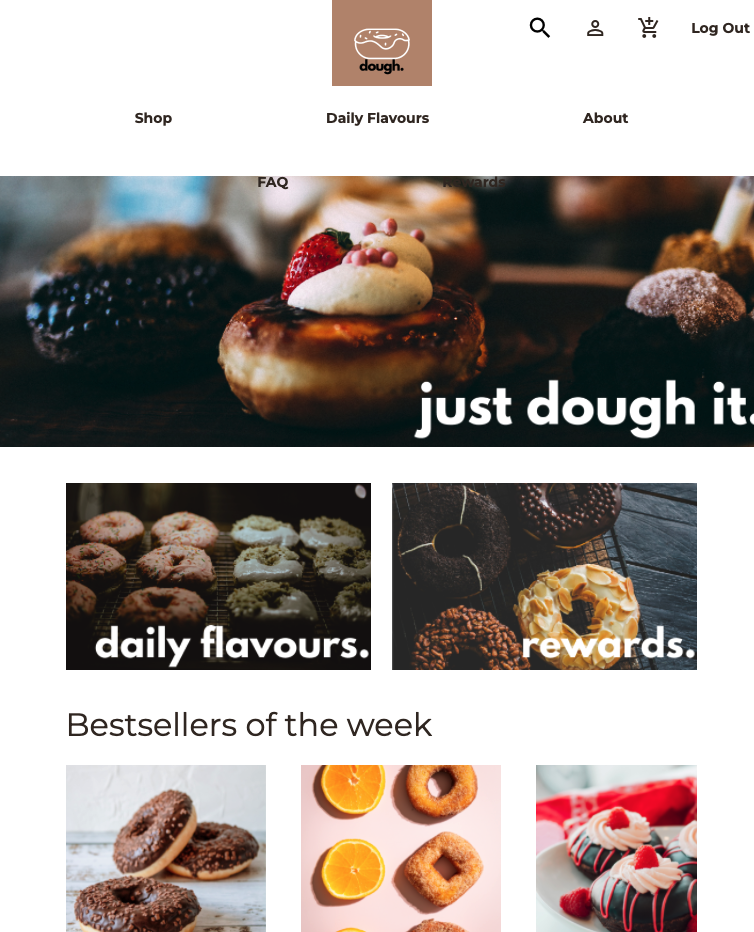 dough.
Log Out
Shop
Daily Flavours
About
FAQ
Rewards
just dough it.
daily flavours.
rewards.
Bestsellers of the week